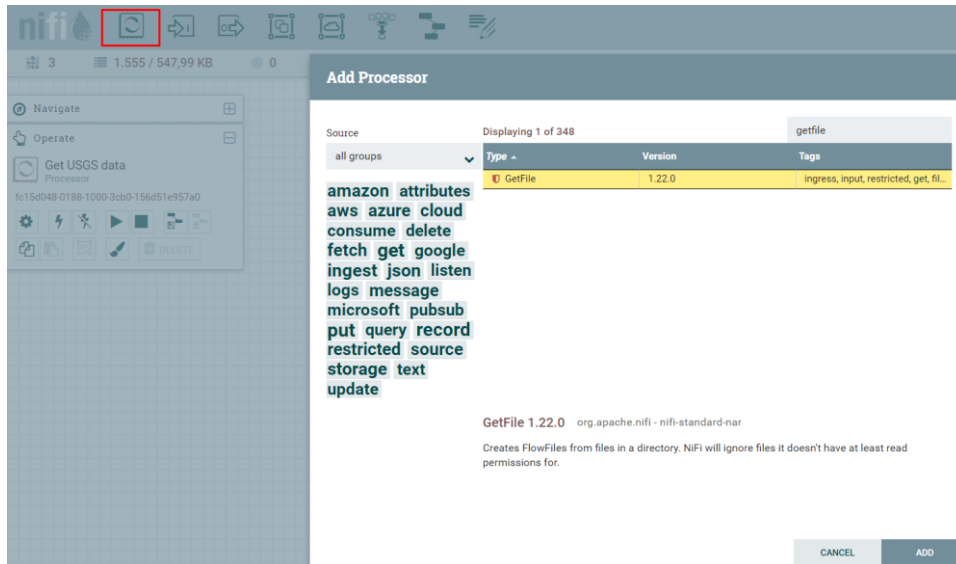 nifi
3 1.555 / 547,99 KB 0
Navigate
Operate
Get USGS data
Processor
fc15d048-0188-1000-3cb0-156d51e957a0
DELETE
Add Processor
Source
all groups
amazon attributes
aws azure cloud
consume delete
fetch get google
ingest json listen
logs message
microsoft pubsub
put query record
restricted source
storage text
update
Displaying 1 of 348
getfile
Type Version Tags
GetFile 1.22.0 ingress, input, restricted, get, fil...
GetFile 1.22.0 org.apache.nifi - nifi-standard-nar
Creates FlowFiles from files in a directory. NiFi will ignore files it doesn't have at least read
permissions for.
CANCEL ADD